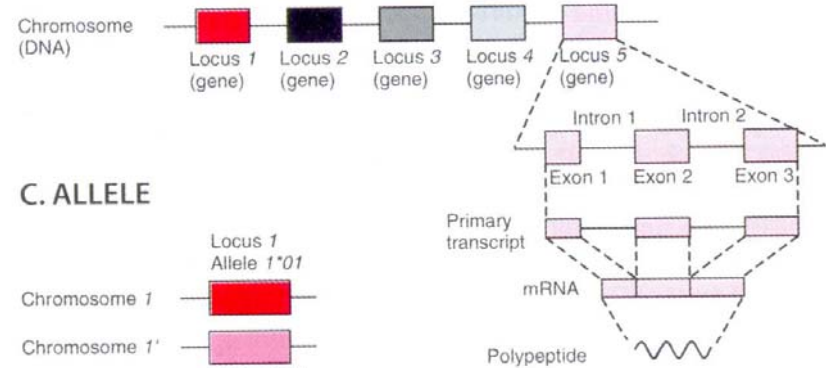 Chromosome
(DNA)
Locus 1
(gene)
Locus 2
(gene)
Locus 3
(gene)
Locus 4
(gene)
Locus 5
(gene)
Intron 1
Intron 2
Exon 1
Exon 2
Exon 3
Primary
transcript
mRNA
Polypeptide
C. ALLELE
Locus 1
Allele 1*01
Chromosome 1
Chromosome 1'